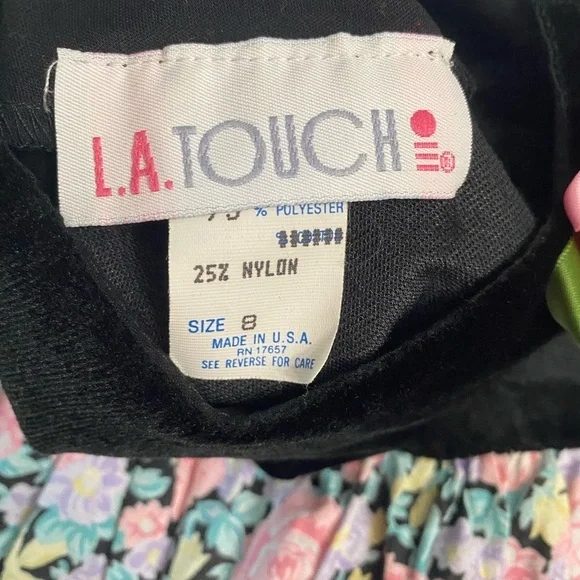 L.A.TOUCH ®
% POLYESTER
25% NYLON
SIZE 8
MADE IN U.S.A.
RN 17657
SEE REVERSE FOR CARE